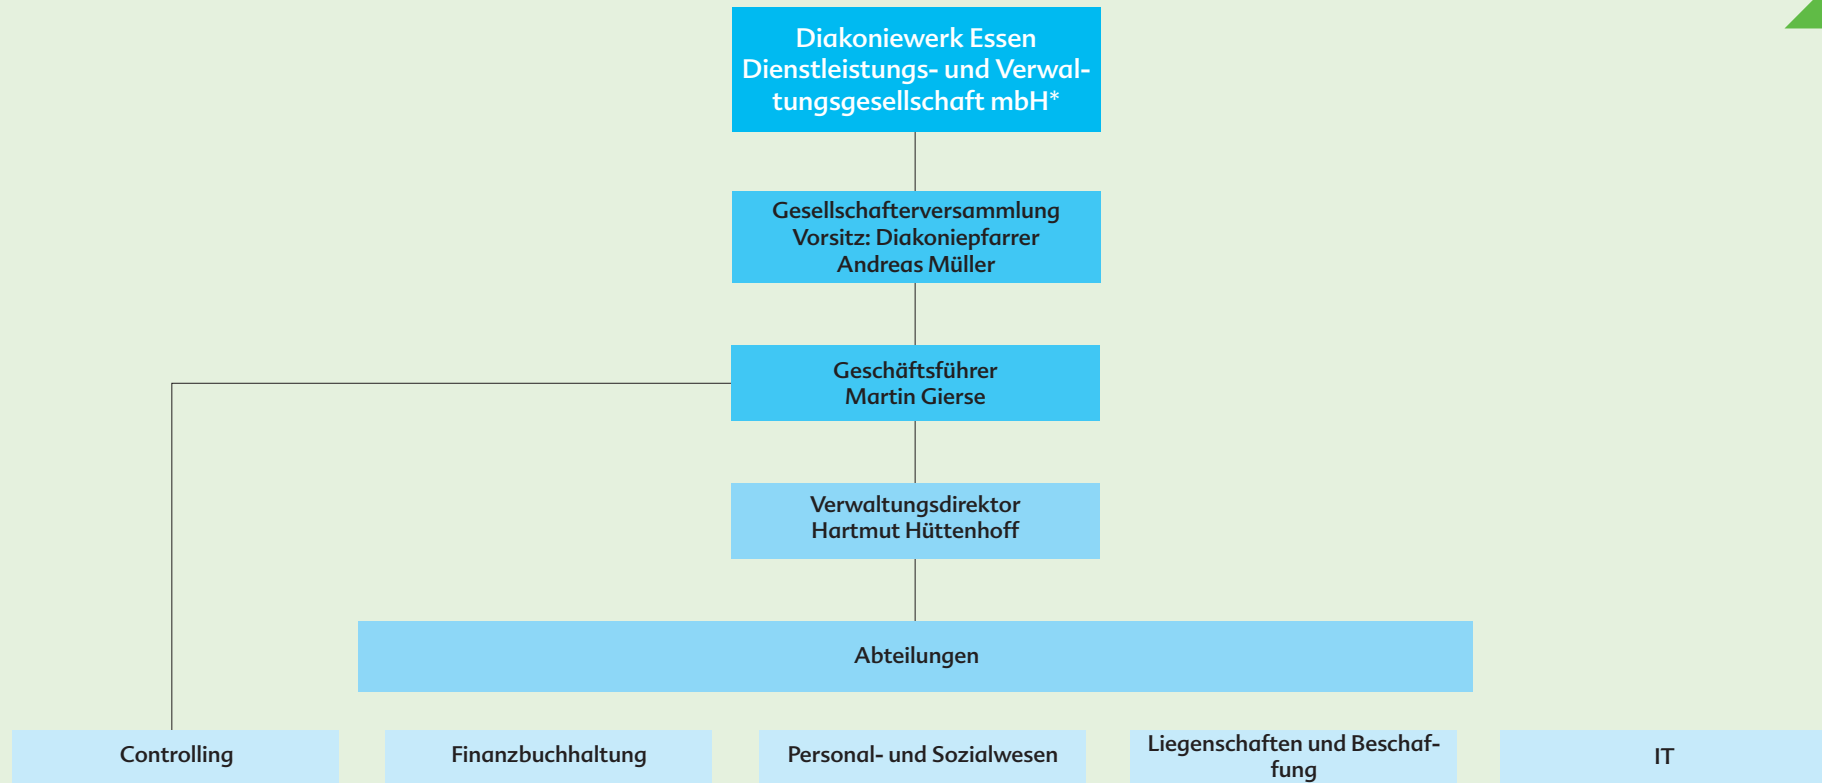 Diakoniewerk Essen
Dienstleistungs- und Verwal-
tungsgesellschaft mbH*
Gesellschafterversammlung
Vorsitz: Diakoniepfarrer
Andreas Müller
Geschäftsführer
Martin Gierse
Verwaltungsdirektor
Hartmut Hüttenhoff
Abteilungen
Controlling
Finanzbuchhaltung
Personal- und Sozialwesen
Liegenschaften und Beschaf-
fung
IT